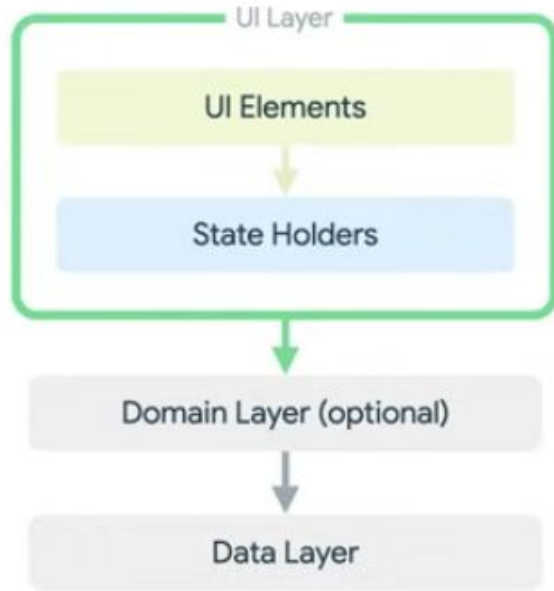 UI Layer
UI Elements
State Holders
Domain Layer (optional)
Data Layer